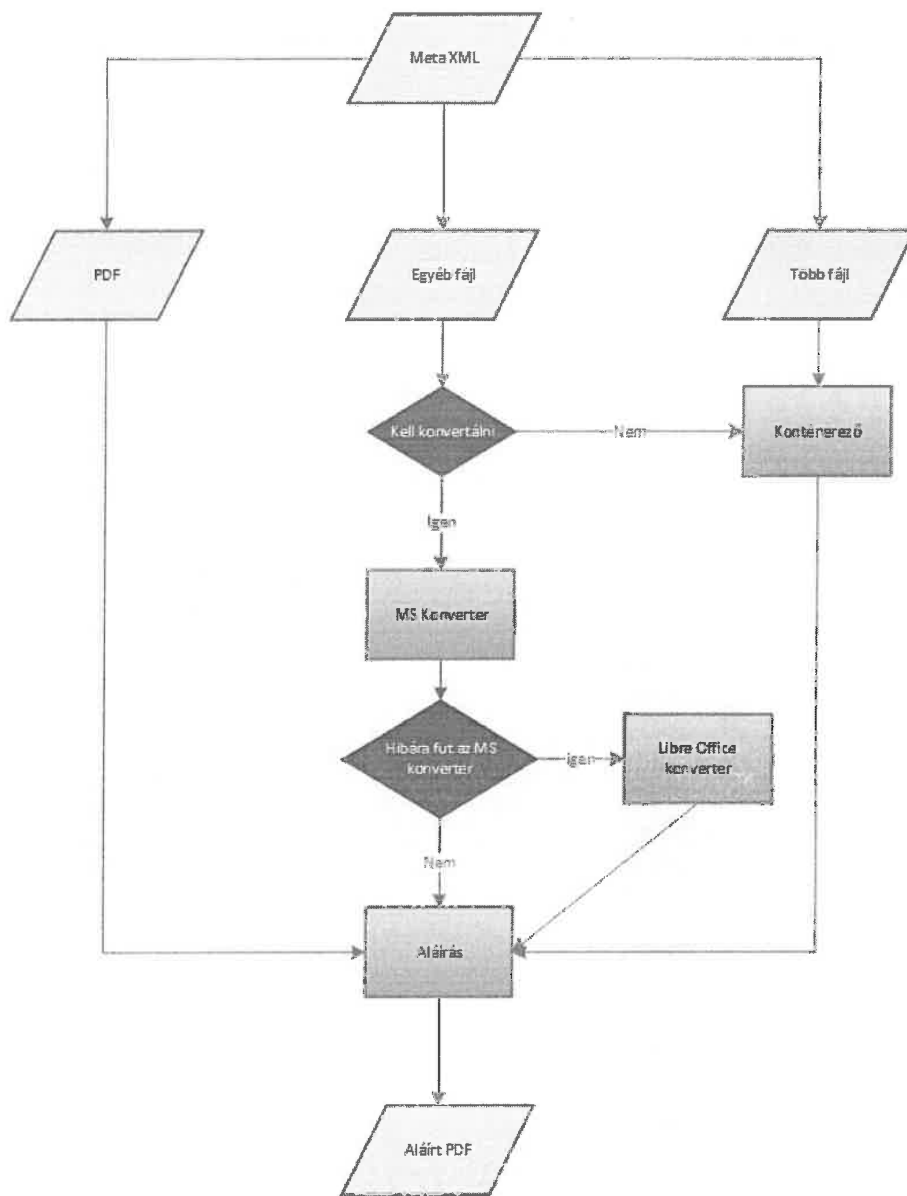 Meta XML
PDF
Egyéb fájl
Több fájl
Kell konvertálni
Nem
Konténerező
Igen
MS Konverter
Hibára fut az MS
konverter
Igen
Libre Office
konverter
Nem
Aláírás
Aláírt PDF